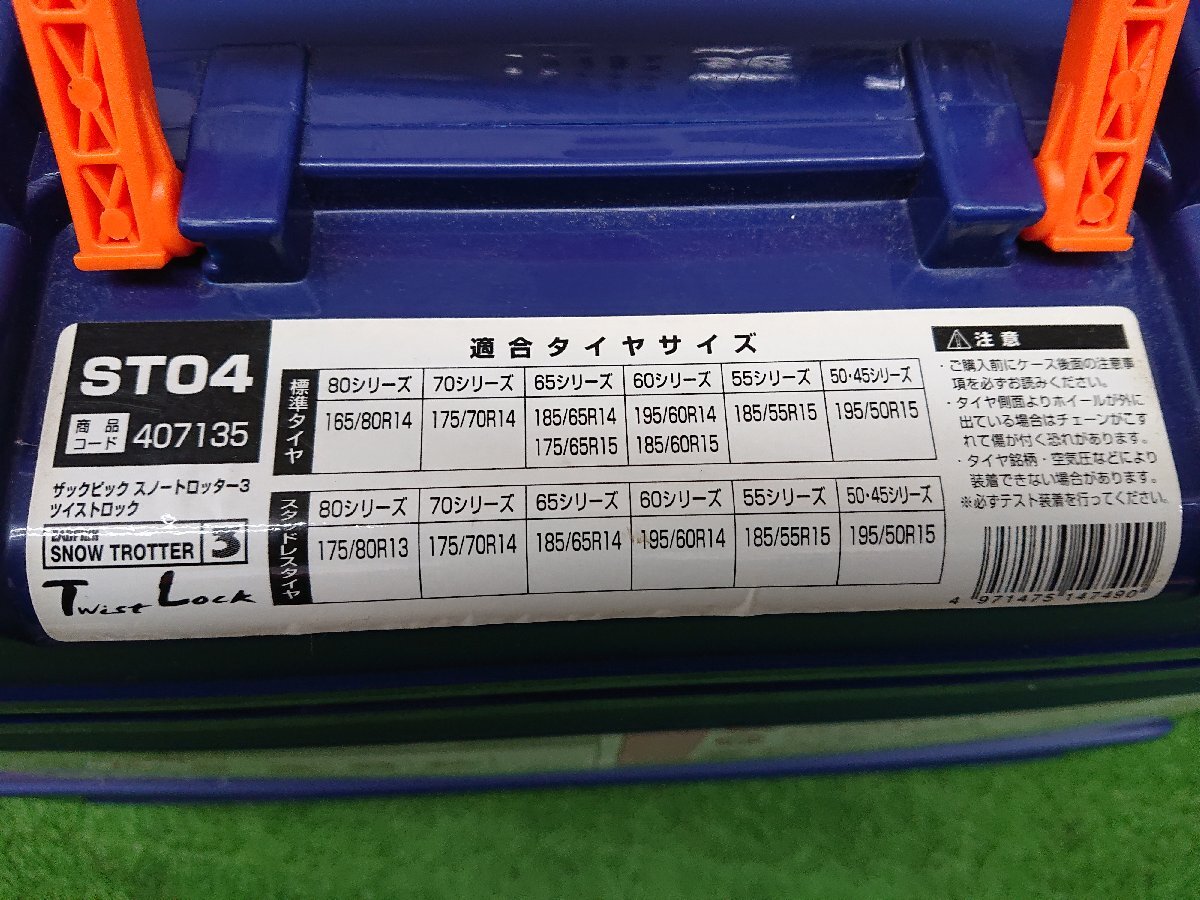 ST04
商品コード 407135
ザックピック スノートロッター3
ツイストロック
SNOW TROTTER 3
Twist Lock
適合タイヤサイズ
標準タイヤ
80シリーズ 70シリーズ 65シリーズ 60シリーズ 55シリーズ 50・45シリーズ
165/80R14 175/70R14 185/65R14 195/60R14 185/55R15 195/50R15
175/65R15 185/60R15
スタッドレスタイヤ
80シリーズ 70シリーズ 65シリーズ 60シリーズ 55シリーズ 50・45シリーズ
175/80R13 175/70R14 185/65R14 195/60R14 185/55R15 195/50R15
注意
・ご購入前にケース後面の注意事
項を必ずお読みください。
・タイヤ側面よりホイールが外に
出ている場合はチェーンがこす
れて傷が付く恐れがあります。
・タイヤ銘柄・空気圧などにより
装着できない場合があります。
※必ずテスト装着を行ってください。
4 971475 147490